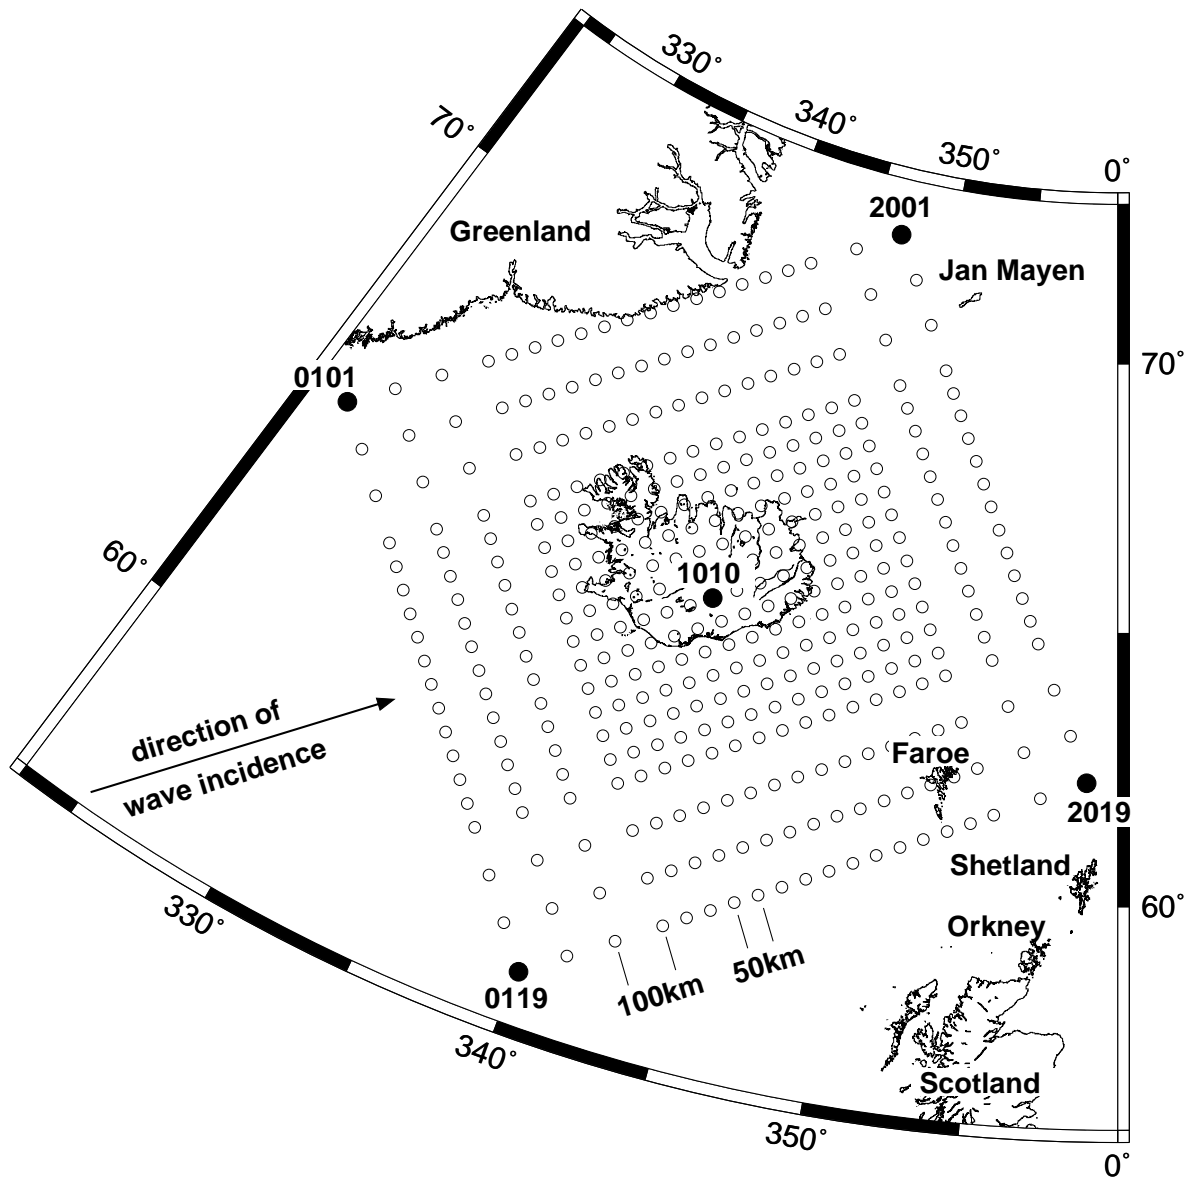 330°
340°
350°
0°
70°
2001
Greenland
Jan Mayen
70°
0101
60°
1010
direction of
wave incidence
Faroe
2019
Shetland
60°
330°
Orkney
50km
100km
0119
340°
Scotland
350°
0°